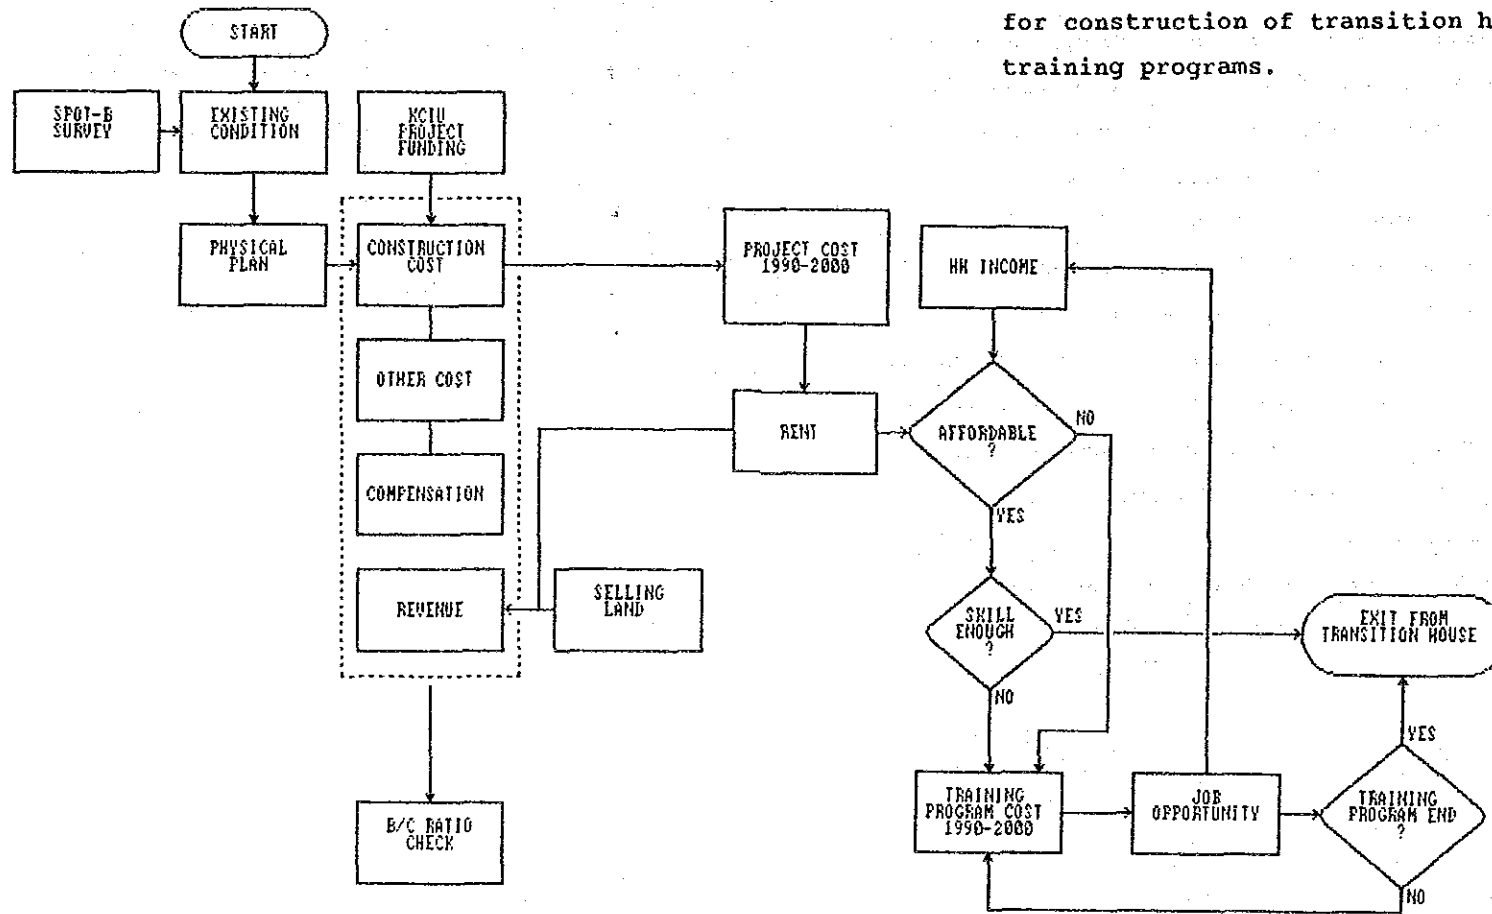 for construction of transition h
training programs.
START
SPOT-B
SURVEY
EXISTING
CONDITION
KCIU
PROJECT
FUNDING
PHYSICAL
PLAN
CONSTRUCTION
COST
PROJECT COST
1990-2000
HH INCOME
OTHER COST
RENT
AFFORDABLE
?
NO
YES
COMPENSATION
REVENUE
SELLING
LAND
SKILL
ENOUGH
?
YES
NO
EXIT FROM
TRANSITION HOUSE
B/C RATIO
CHECK
TRAINING
PROGRAM COST
1990-2000
JOB
OPPORTUNITY
TRAINING
PROGRAM END
?
YES
NO